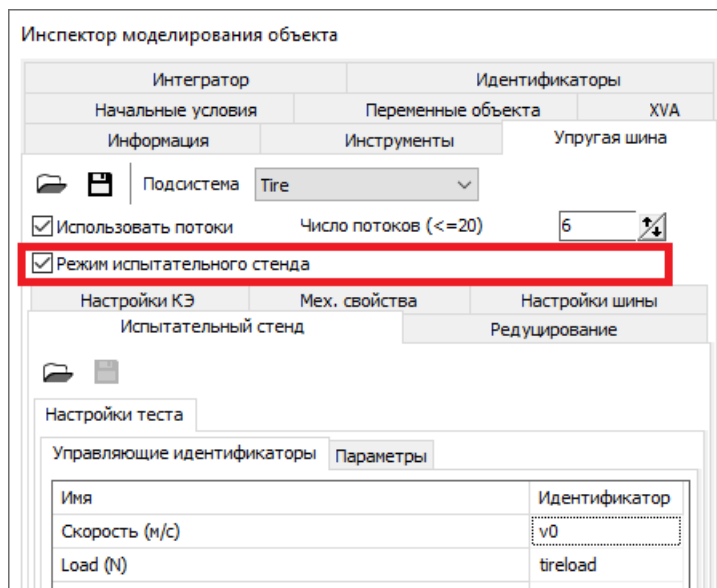 Инспектор моделирования объекта
Интегратор Идентификаторы
Начальные условия Переменные объекта XVA
Информация Инструменты Упругая шина
Подсистема Tire
Использовать потоки Число потоков (<=20) 6
Режим испытательного стенда
Настройки КЭ Мех. свойства Настройки шины
Испытательный стенд Редуцирование
Настройки теста
Управляющие идентификаторы Параметры
Имя Идентификатор
Скорость (м/с) v0
Load (N) tireload